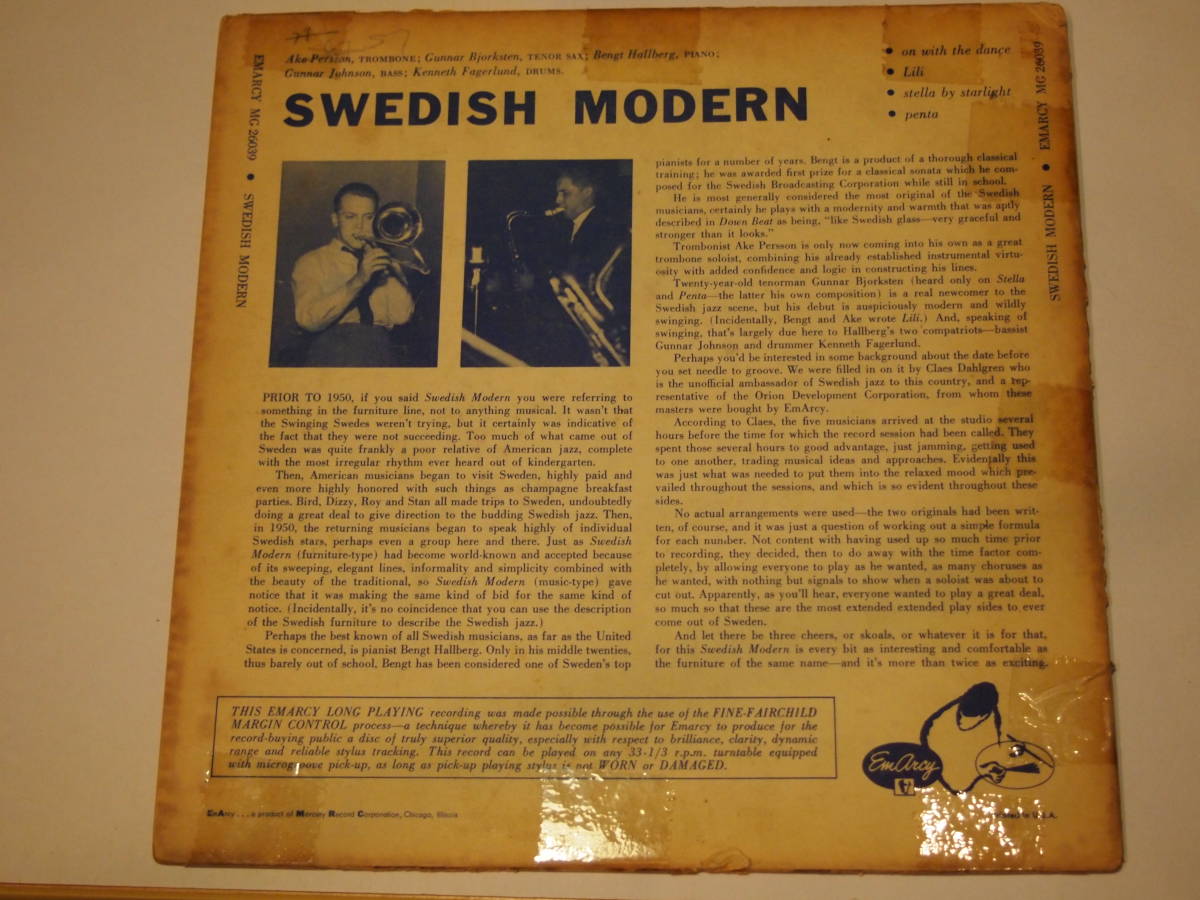 Ake Persson, TROMBONE; Gunnar Bjorksten, TENOR SAX; Bengt Hallberg, PIANO;
Gunnar Johnson, BASS; Kenneth Fagerlund, DRUMS.
SWEDISH MODERN
• on with the dance
• Lili
• stella by starlight
• penta
EMARCY MG 26039 • SWEDISH MODERN
SWEDISH MODERN • EMARCY MG 26039
PRIOR TO 1950, if you said Swedish Modern you were referring to
something in the furniture line, not to anything musical. It wasn't that
the Swinging Swedes weren't trying, but it certainly was indicative of
the fact that they were not succeeding. Too much of what came out of
Sweden was quite frankly a poor relative of American jazz, complete
with the most irregular rhythm ever heard out of kindergarten.
Then, American musicians began to visit Sweden, highly paid and
even more highly honored with such things as champagne breakfast
parties. Bird, Dizzy, Roy and Stan all made trips to Sweden, undoubtedly
doing a great deal to give direction to the budding Swedish jazz. Then,
in 1950, the returning musicians began to speak highly of individual
Swedish stars, perhaps even a group here and there. Just as Swedish
Modern (furniture-type) had become world-known and accepted because
of its sweeping, elegant lines, informality and simplicity combined with
the beauty of the traditional, so Swedish Modern (music-type) gave
notice that it was making the same kind of bid for the same kind of
notice. (Incidentally, it's no coincidence that you can use the description
of the Swedish furniture to describe the Swedish jazz.)
Perhaps the best known of all Swedish musicians, as far as the United
States is concerned, is pianist Bengt Hallberg. Only in his middle twenties,
thus barely out of school, Bengt has been considered one of Sweden's top
pianists for a number of years. Bengt is a product of a thorough classical
training; he was awarded first prize for a classical sonata which he com-
posed for the Swedish Broadcasting Corporation while still in school.
He is most generally considered the most original of the Swedish
musicians, certainly he plays with a modernity and warmth that was aptly
described in Down Beat as being, "like Swedish glass—very graceful and
stronger than it looks."
Trombonist Ake Persson is only now coming into his own as a great
trombone soloist, combining his already established instrumental virtu-
osity with added confidence and logic in constructing his lines.
Twenty-year-old tenorman Gunnar Bjorksten (heard only on Stella
and Penta—the latter his own composition) is a real newcomer to the
Swedish jazz scene, but his debut is auspiciously modern and wildly
swinging. (Incidentally, Bengt and Ake wrote Lili.) And, speaking of
swinging, that's largely due here to Hallberg's two compatriots—bassist
Gunnar Johnson and drummer Kenneth Fagerlund.
Perhaps you'd be interested in some background about the date before
you set needle to groove. We were filled in on it by Claes Dahlgren who
is the unofficial ambassador of Swedish jazz to this country, and a rep-
resentative of the Orion Development Corporation, from whom these
masters were bought by EmArcy.
According to Claes, the five musicians arrived at the studio several
hours before the time for which the record session had been called. They
spent those several hours to good advantage, just jamming, getting used
to one another, trading musical ideas and approaches. Evidentally this
was just what was needed to put them into the relaxed mood which pre-
vailed throughout the sessions, and which is so evident throughout these
sides.
No actual arrangements were used—the two originals had been writ-
ten, of course, and it was just a question of working out a simple formula
for each number. Not content with having used up so much time prior
to recording, they decided, then to do away with the time factor com-
pletely, by allowing everyone to play as he wanted, as many choruses as
he wanted, with nothing but signals to show when a soloist was about to
cut out. Apparently, as you'll hear, everyone wanted to play a great deal,
so much so that these are the most extended extended play sides to ever
come out of Sweden.
And let there be three cheers, or skoals, or whatever it is for that,
for this Swedish Modern is every bit as interesting and comfortable as
the furniture of the same name—and it's more than twice as exciting.
THIS EMARCY LONG PLAYING recording was made possible through the use of the FINE-FAIRCHILD
MARGIN CONTROL process—a technique whereby it has become possible for Emarcy to produce for the
record-buying public a disc of truly superior quality, especially with respect to brilliance, clarity, dynamic
range and reliable stylus tracking. This record can be played on any 33-1/3 r.p.m. turntable equipped
with microgroove pick-up, as long as pick-up playing stylus is not WORN or DAMAGED.
EmArcy
EmArcy . . . a product of Mercury Record Corporation, Chicago, Illinois
Printed in U.S.A.